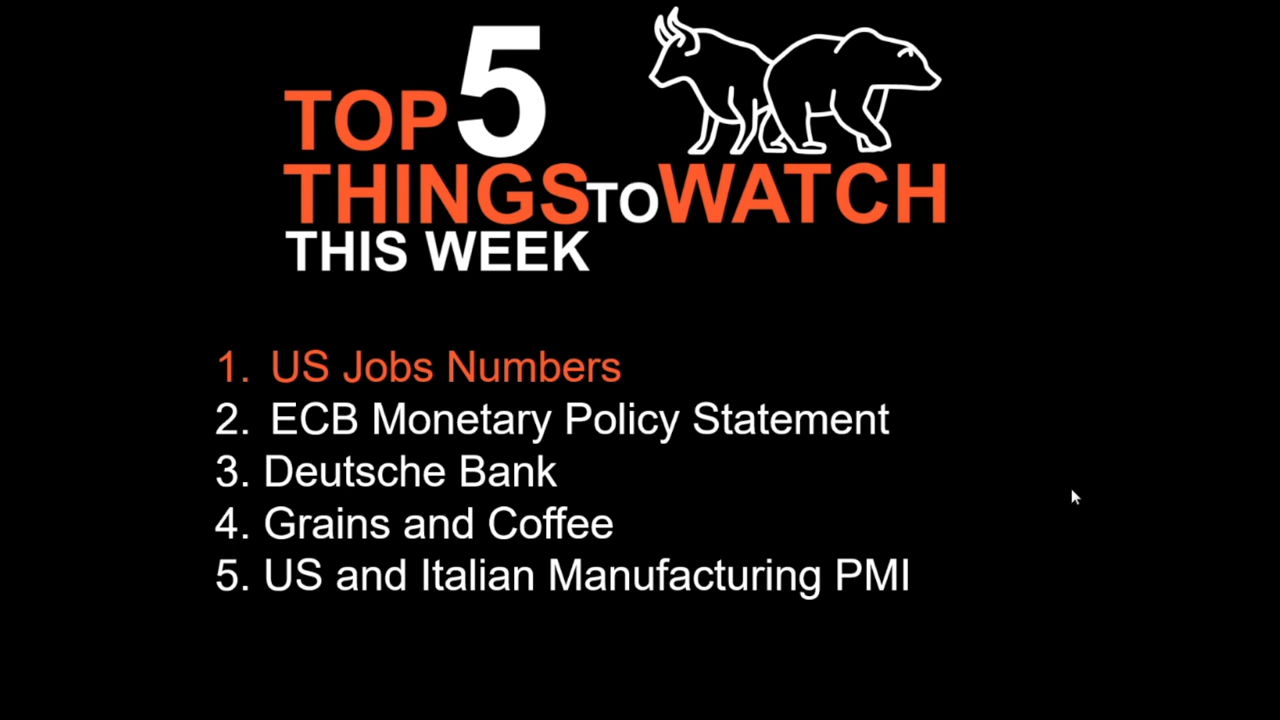 TOP 5
THINGS TO WATCH
THIS WEEK
1. US Jobs Numbers
2. ECB Monetary Policy Statement
3. Deutsche Bank
4. Grains and Coffee
5. US and Italian Manufacturing PMI